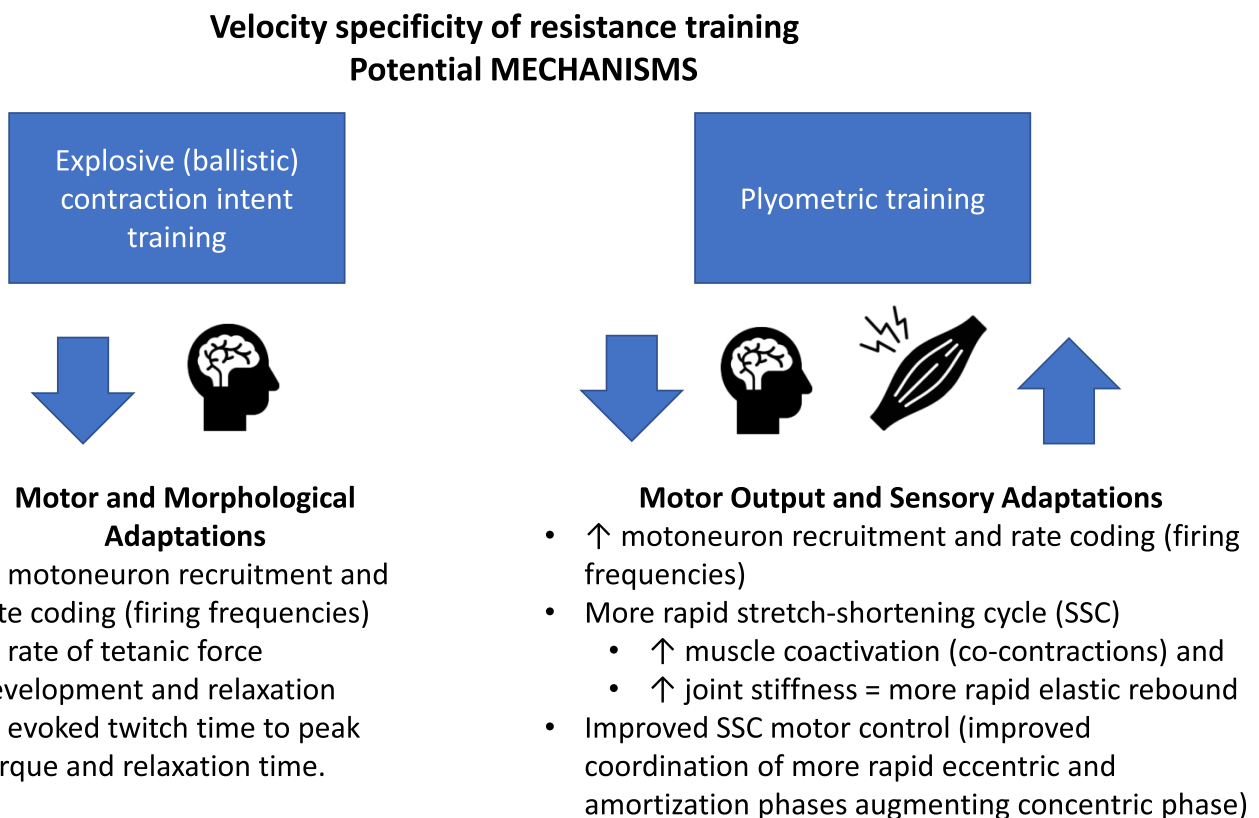 Velocity specificity of resistance training
Potential MECHANISMS
Explosive (ballistic)
contraction intent
training
Plyometric training
Motor and Morphological
Adaptations
motoneuron recruitment and
te coding (firing frequencies)
rate of tetanic force
evelopment and relaxation
evoked twitch time to peak
rque and relaxation time.
Motor Output and Sensory Adaptations
• ↑ motoneuron recruitment and rate coding (firing
frequencies)
• More rapid stretch-shortening cycle (SSC)
• ↑ muscle coactivation (co-contractions) and
• ↑ joint stiffness = more rapid elastic rebound
• Improved SSC motor control (improved
coordination of more rapid eccentric and
amortization phases augmenting concentric phase)